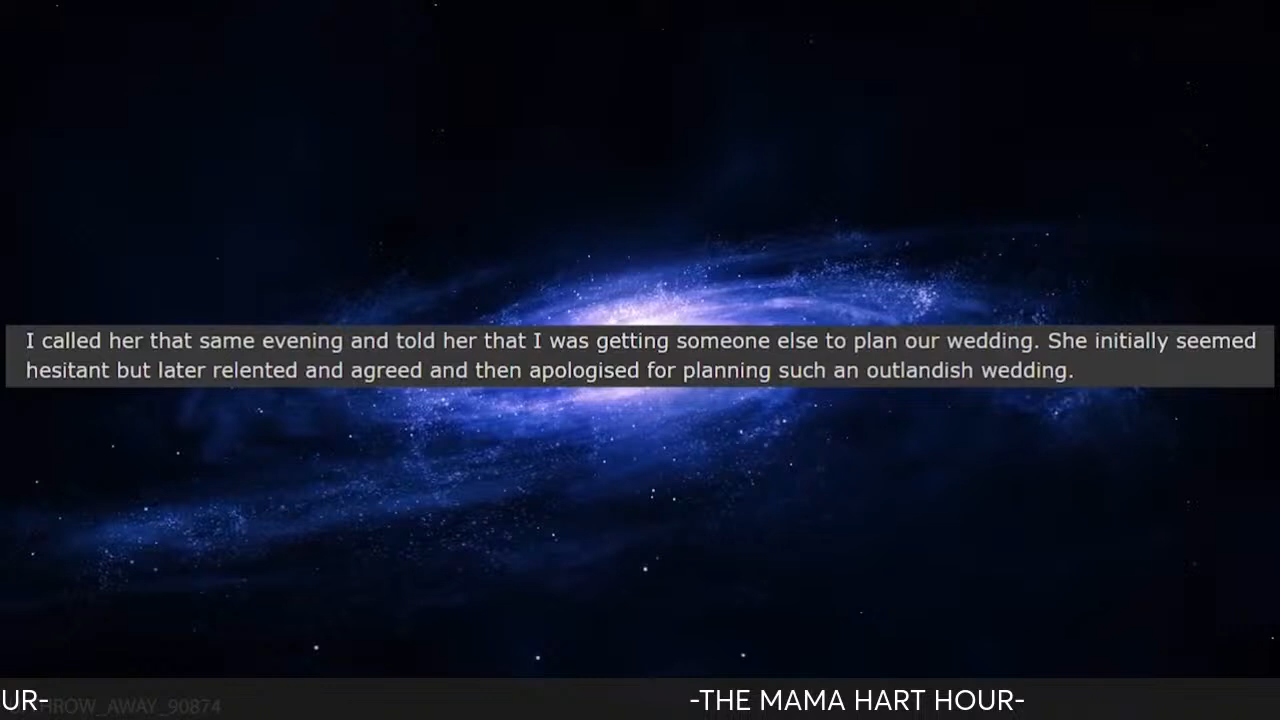 I called her that same evening and told her that I was getting someone else to plan our wedding. She initially seemed
hesitant but later relented and agreed and then apologised for planning such an outlandish wedding.
UR-
HROW_AWAY_90874
-THE MAMA HART HOUR-